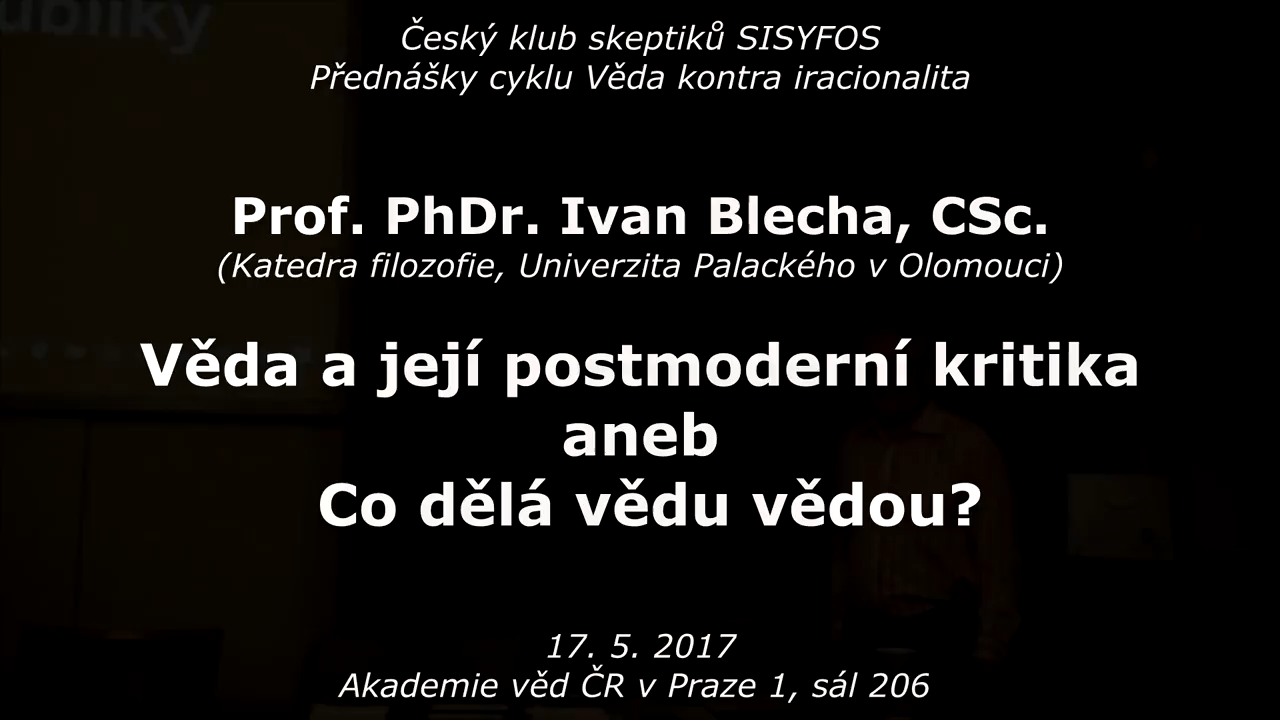 Český klub skeptiků SISYFOS
Přednášky cyklu Věda kontra iracionalita
Prof. PhDr. Ivan Blecha, CSc.
(Katedra filozofie, Univerzita Palackého v Olomouci)
Věda a její postmoderní kritika
aneb
Co dělá vědu vědou?
17. 5. 2017
Akademie věd ČR v Praze 1, sál 206